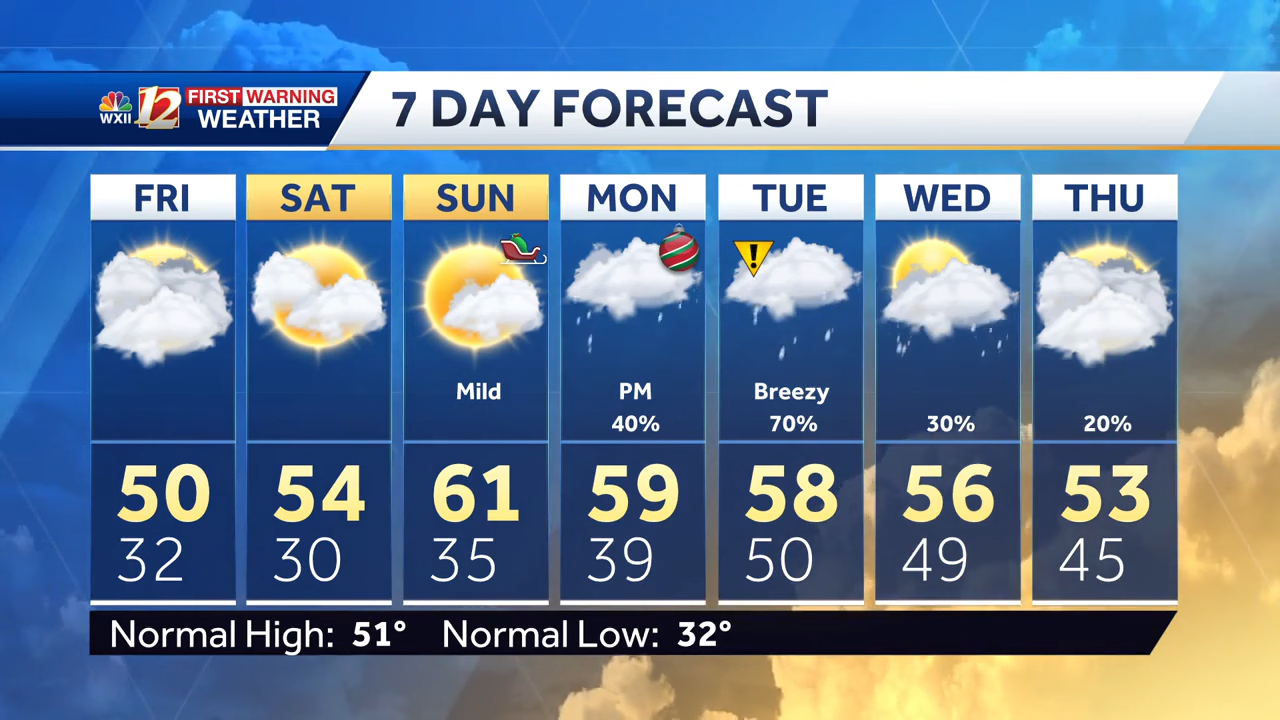 WXII 12 FIRST WARNING
WEATHER
7 DAY FORECAST
FRI SAT SUN MON TUE WED THU
!
Mild PM Breezy
40% 70% 30% 20%
50 54 61 59 58 56 53
32 30 35 39 50 49 45
Normal High: 51° Normal Low: 32°